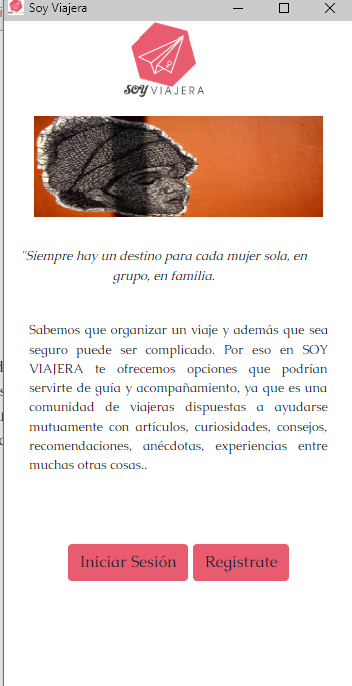 Soy Viajera
SOY VIAJERA
"Siempre hay un destino para cada mujer sola, en
grupo, en familia.
Sabemos que organizar un viaje y además que sea
seguro puede ser complicado. Por eso en SOY
VIAJERA te ofrecemos opciones que podrían
servirte de guía y acompañamiento, ya que es una
comunidad de viajeras dispuestas a ayudarse
mutuamente con artículos, curiosidades, consejos,
recomendaciones, anécdotas, experiencias entre
muchas otras cosas..
Iniciar Sesión Registrate